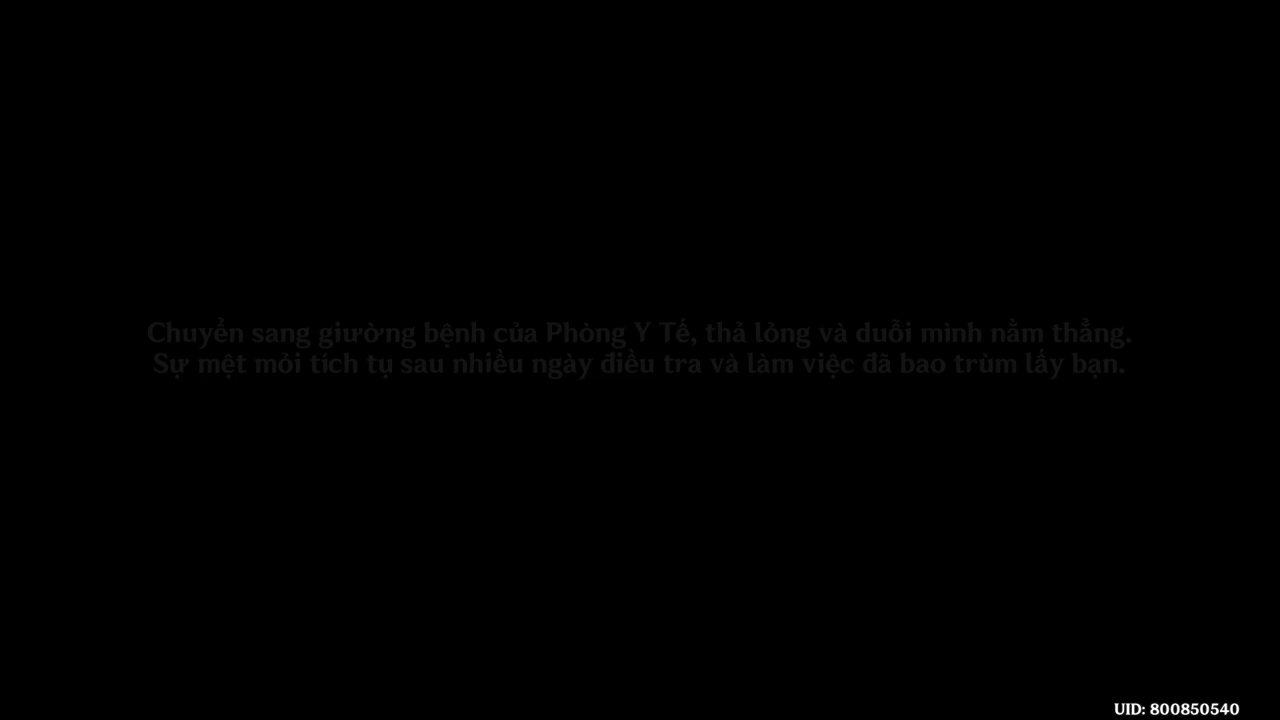 Chuyển sang giường bệnh của Phòng Y Tế, thả lỏng và duỗi mình nằm thẳng.
Sự mệt mỏi tích tụ sau nhiều ngày điều tra và làm việc đã bao trùm lấy bạn.
UID: 800850540